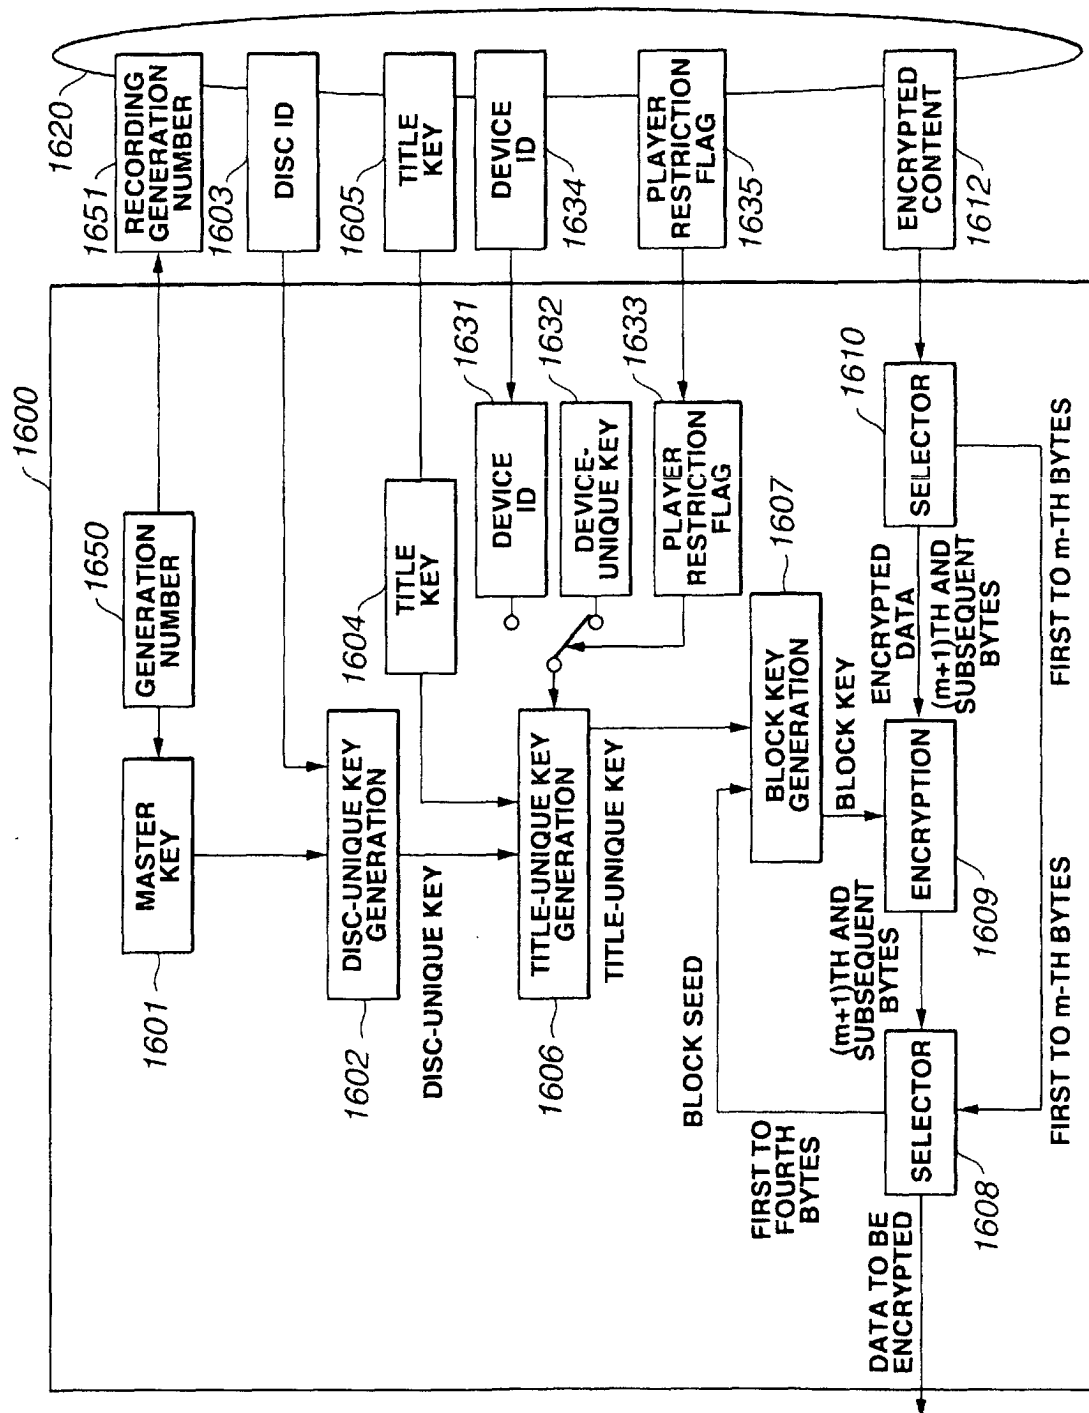 1600
1620
1651
RECORDING
GENERATION
NUMBER
1603
DISC ID
1605
TITLE
KEY
DEVICE
ID
1634
PLAYER
RESTRICTION
FLAG
1635
ENCRYPTED
CONTENT
1612
1650
GENERATION
NUMBER
1604
TITLE
KEY
1631
DEVICE
ID
1632
DEVICE-
UNIQUE KEY
1633
PLAYER
RESTRICTION
FLAG
1610
SELECTOR
FIRST TO m-TH BYTES
ENCRYPTED
DATA
(m+1)TH AND
SUBSEQUENT
BYTES
MASTER
KEY
1601
DISC-UNIQUE KEY
GENERATION
1602
DISC-UNIQUE KEY
TITLE-UNIQUE KEY
GENERATION
1606
TITLE-UNIQUE KEY
1607
BLOCK KEY
GENERATION
BLOCK KEY
ENCRYPTION
1609
BLOCK SEED
(m+1)TH AND
SUBSEQUENT
BYTES
FIRST TO
FOURTH
BYTES
SELECTOR
1608
FIRST TO m-TH BYTES
DATA TO BE
ENCRYPTED